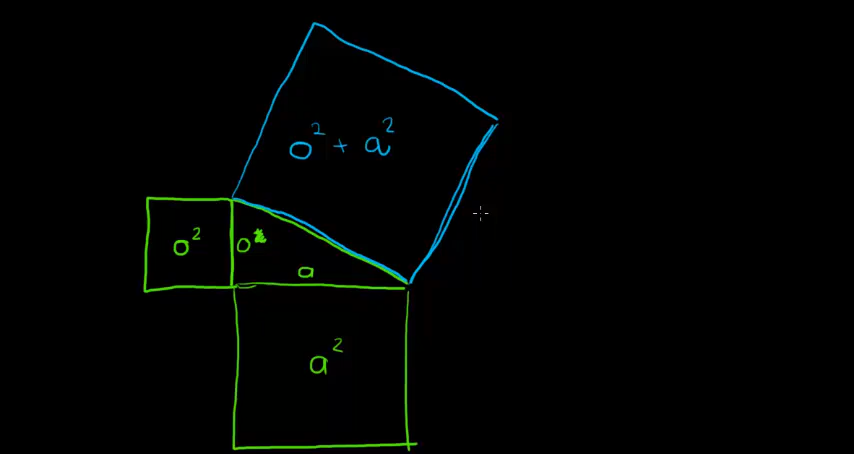 o² + a²
o²
o
a
a²